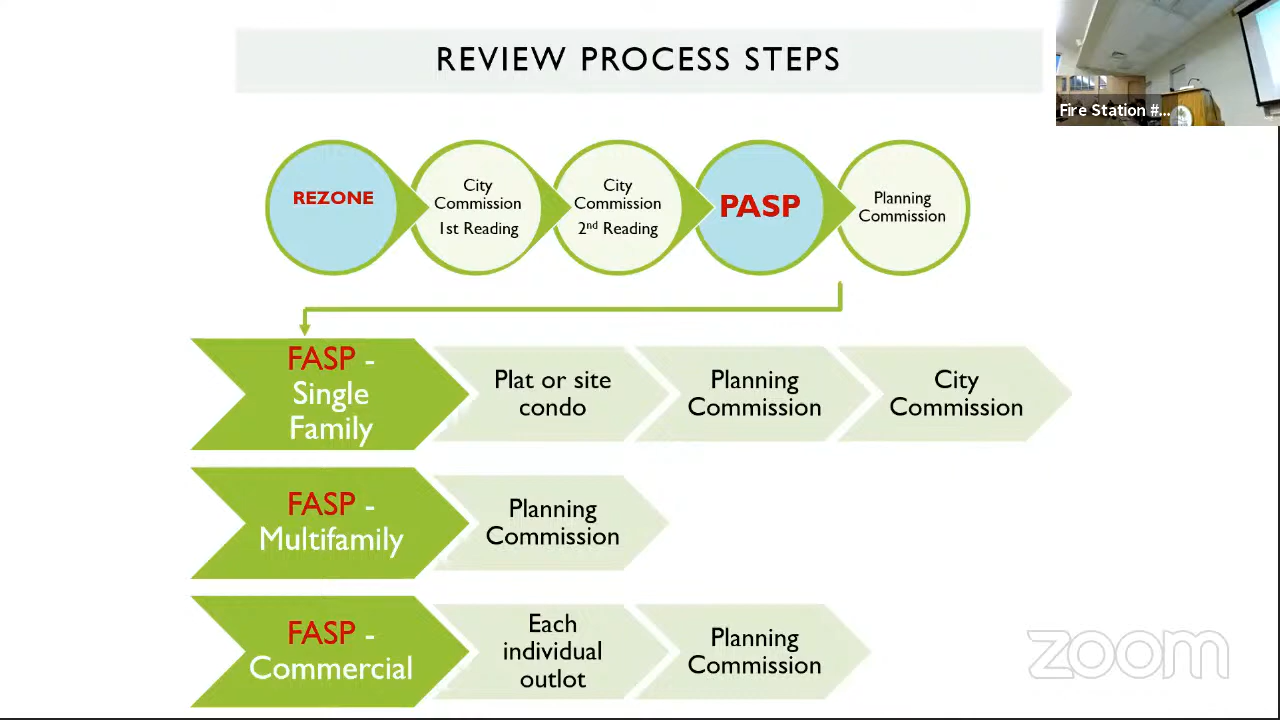 REVIEW PROCESS STEPS
Fire Station #...
REZONE
City
Commission
1st Reading
City
Commission
2nd Reading
PASP
Planning
Commission
FASP -
Single
Family
Plat or site
condo
Planning
Commission
City
Commission
FASP -
Multifamily
Planning
Commission
FASP -
Commercial
Each
individual
outlot
Planning
Commission
zoom